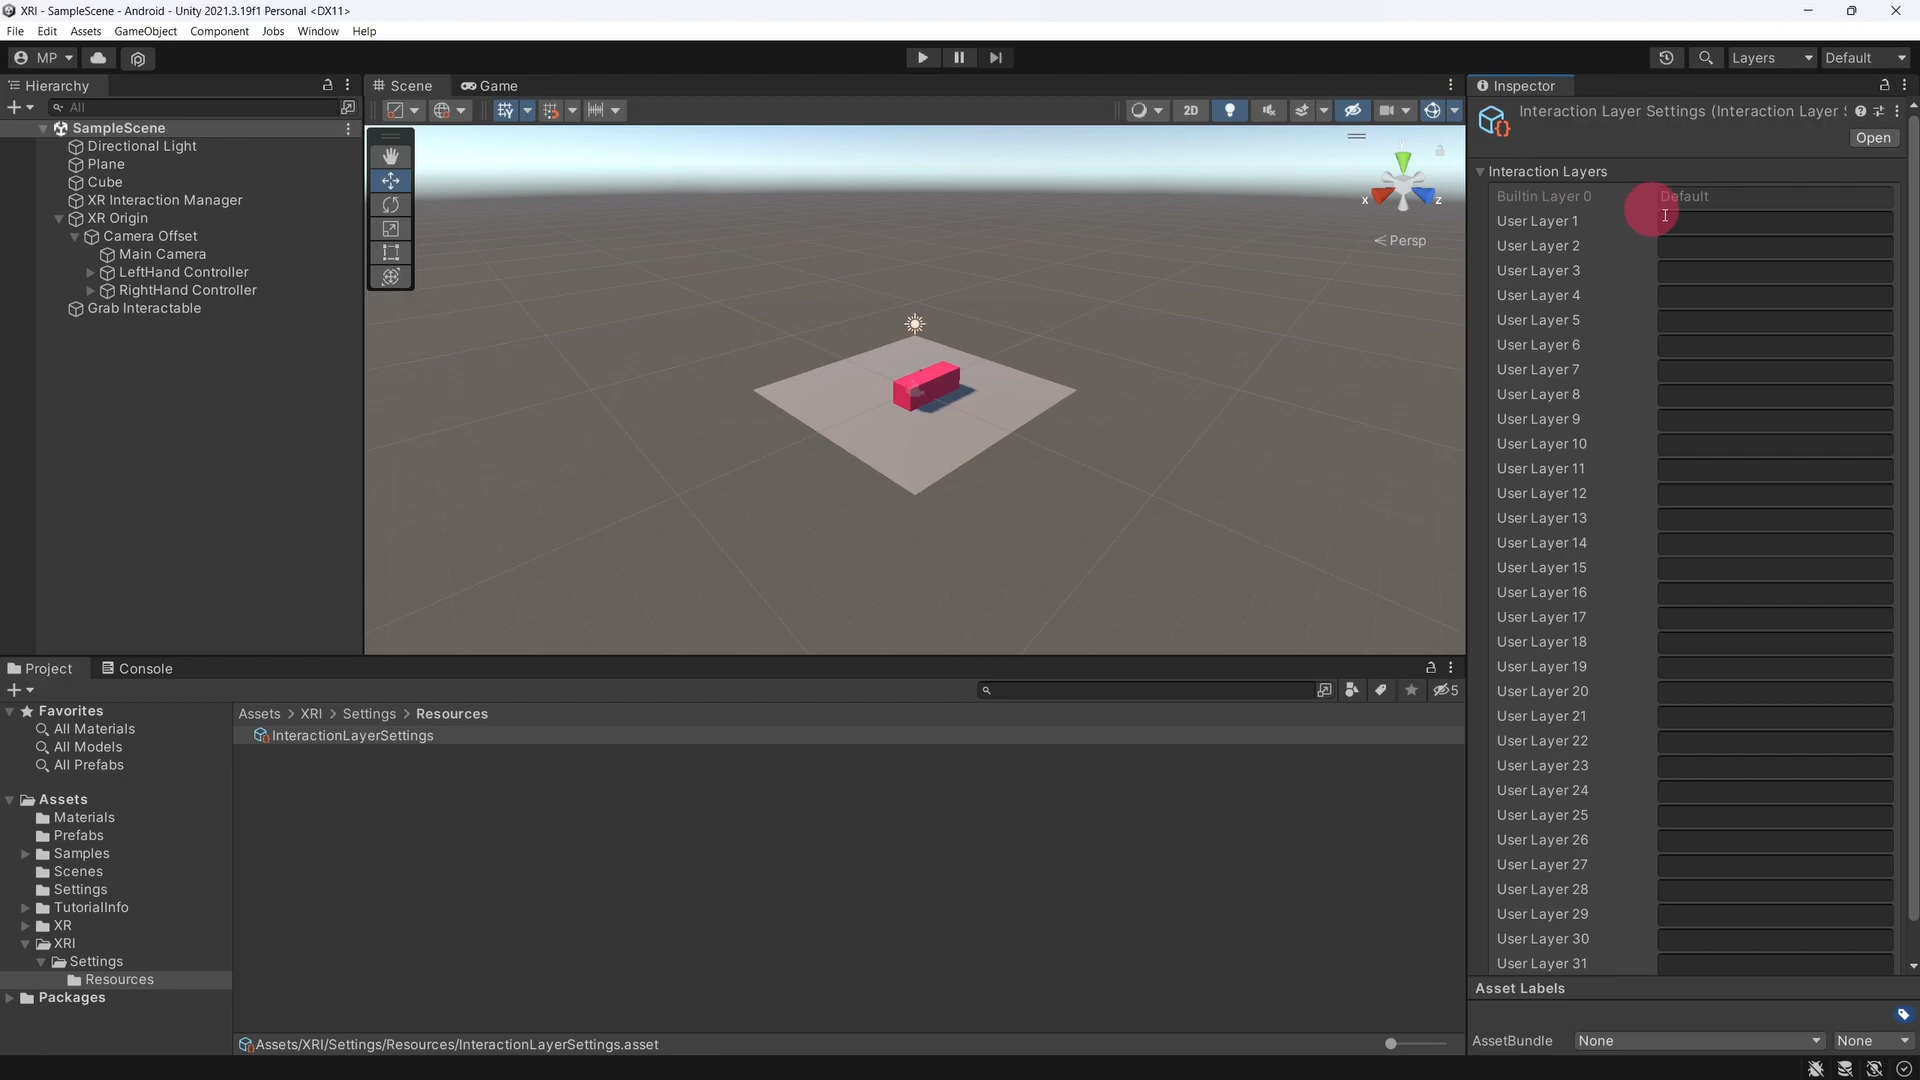 XRI - SampleScene - Android - Unity 2021.3.19f1 Personal <DX11>
File Edit Assets GameObject Component Jobs Window Help
MP Layers Default
Hierarchy
All
SampleScene
Directional Light
Plane
Cube
XR Interaction Manager
XR Origin
Camera Offset
Main Camera
LeftHand Controller
RightHand Controller
Grab Interactable
Scene Game
2D
x z
Persp
Inspector
Interaction Layer Settings (Interaction Layer
Open
Interaction Layers
Builtin Layer 0 Default
User Layer 1
User Layer 2
User Layer 3
User Layer 4
User Layer 5
User Layer 6
User Layer 7
User Layer 8
User Layer 9
User Layer 10
User Layer 11
User Layer 12
User Layer 13
User Layer 14
User Layer 15
User Layer 16
User Layer 17
User Layer 18
User Layer 19
User Layer 20
User Layer 21
User Layer 22
User Layer 23
User Layer 24
User Layer 25
User Layer 26
User Layer 27
User Layer 28
User Layer 29
User Layer 30
User Layer 31
Asset Labels
AssetBundle None None
Project Console
5
Favorites
All Materials
All Models
All Prefabs
Assets
Materials
Prefabs
Samples
Scenes
Settings
TutorialInfo
XR
XRI
Settings
Resources
Packages
Assets > XRI > Settings > Resources
InteractionLayerSettings
Assets/XRI/Settings/Resources/InteractionLayerSettings.asset